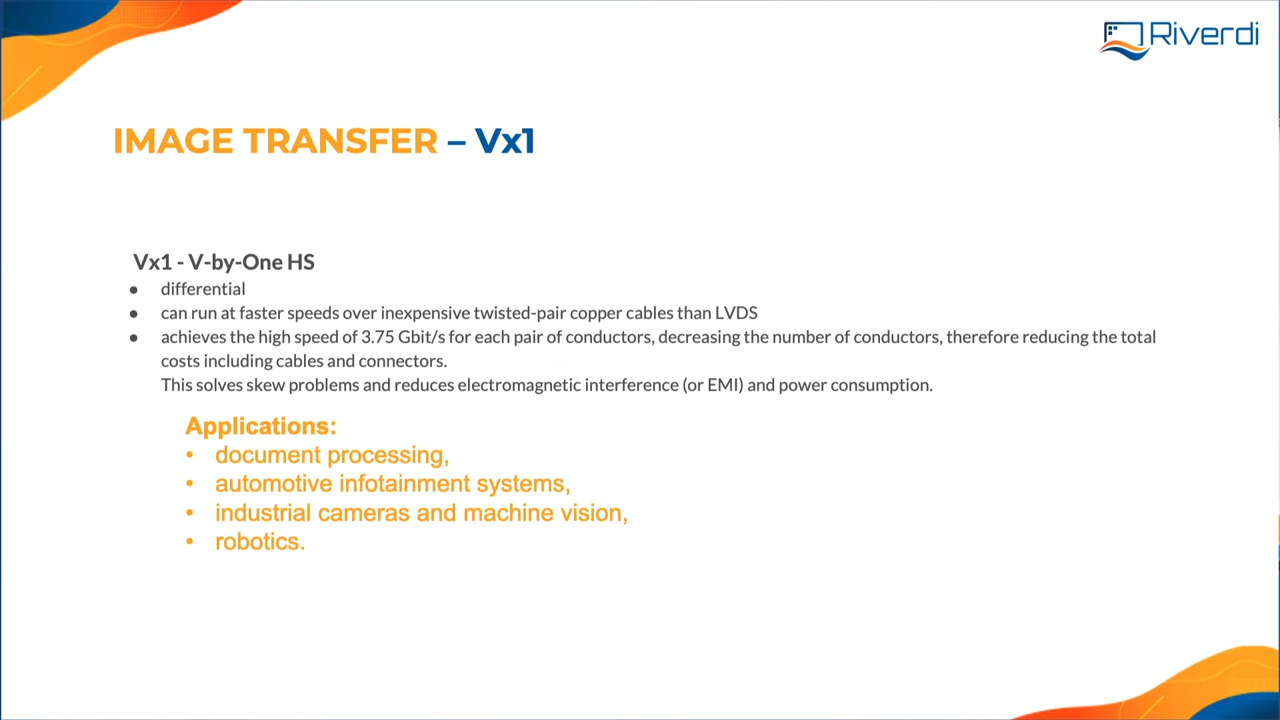 Riverdi
IMAGE TRANSFER – Vx1
Vx1 - V-by-One HS
● differential
● can run at faster speeds over inexpensive twisted-pair copper cables than LVDS
● achieves the high speed of 3.75 Gbit/s for each pair of conductors, decreasing the number of conductors, therefore reducing the total
costs including cables and connectors.
This solves skew problems and reduces electromagnetic interference (or EMI) and power consumption.
Applications:
• document processing,
• automotive infotainment systems,
• industrial cameras and machine vision,
• robotics.